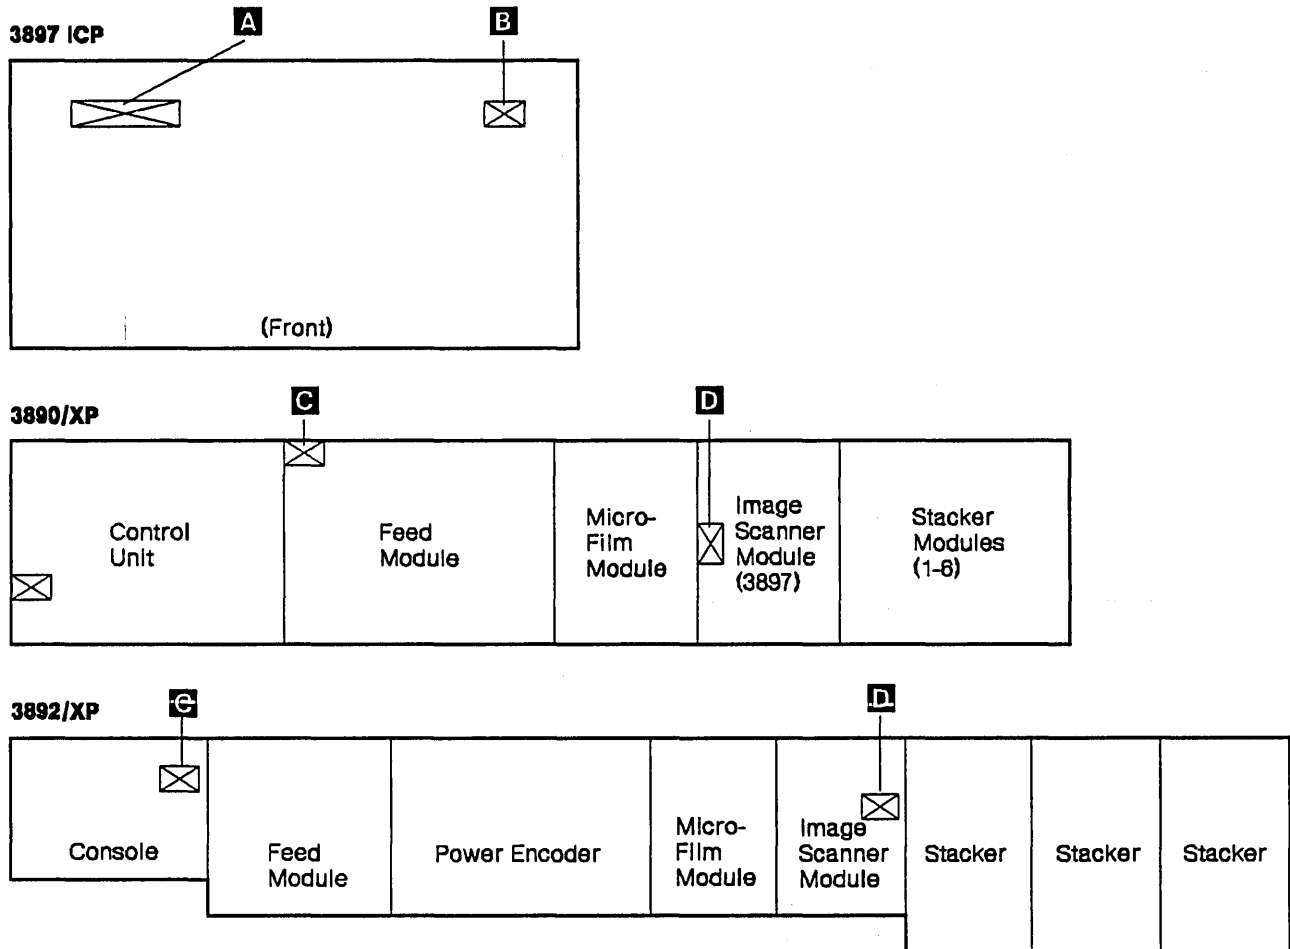 A
B
3897 ICP
(Front)
C
D
3890/XP
Control
Unit
Feed
Module
Micro-
Film
Module
Image
Scanner
Module
(3897)
Stacker
Modules
(1-6)
C
D
3892/XP
Console
Feed
Module
Power Encoder
Micro-
Film
Module
Image
Scanner
Module
Stacker
Stacker
Stacker